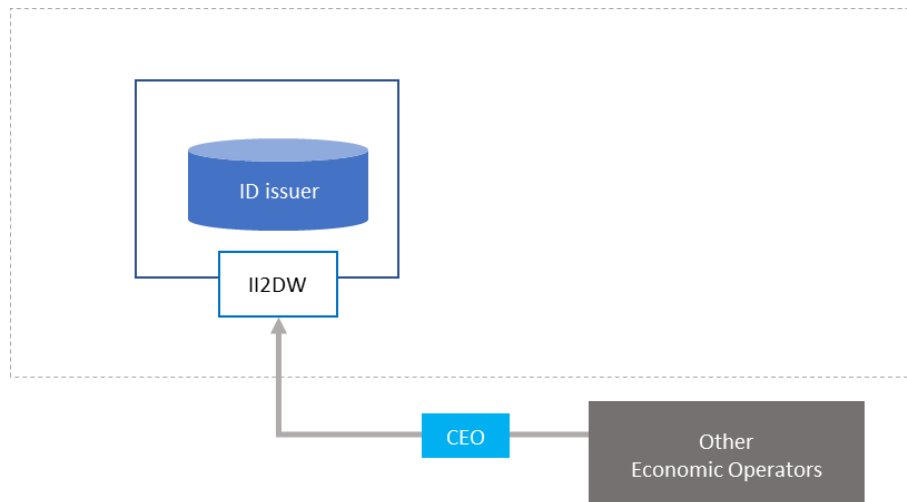 ID issuer
II2DW
CEO
Other
Economic Operators